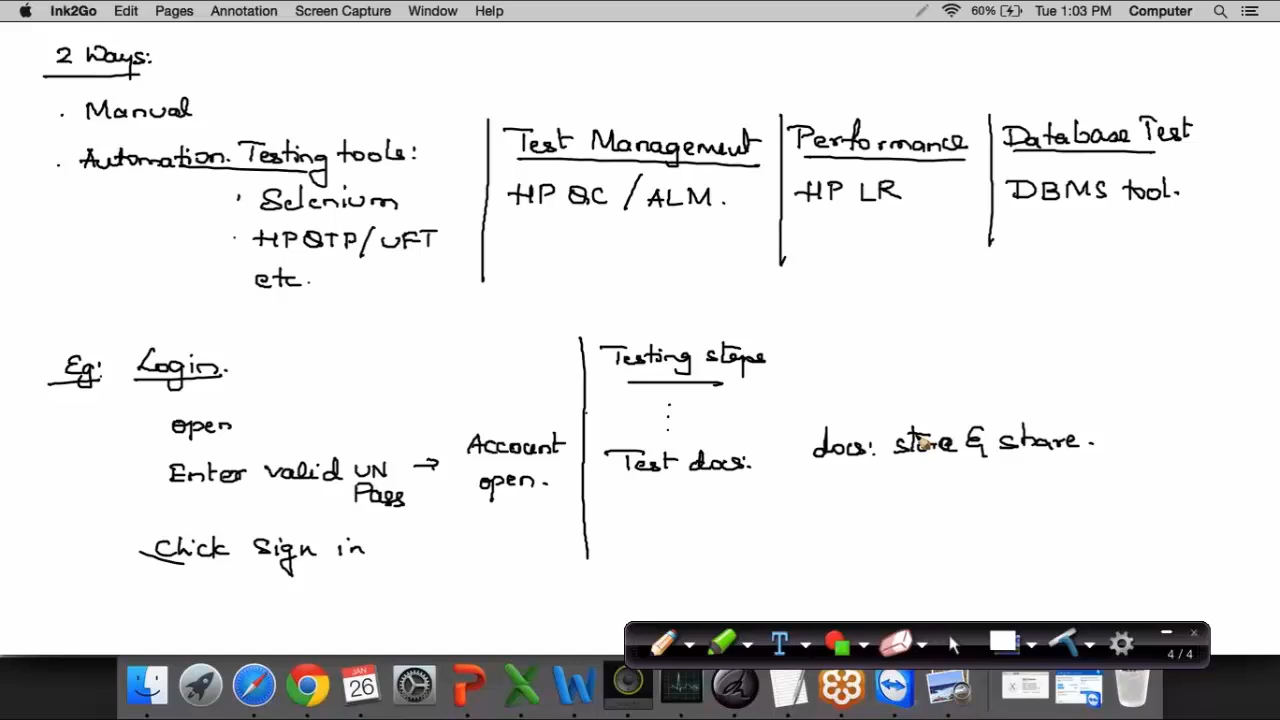 Ink2Go Edit Pages Annotation Screen Capture Window Help 60% Tue 1:03 PM Computer
2 Ways:
. Manual
. Automation Testing tools:
. Selenium
. HP QTP/UFT
etc.
Test Management
HP QC / ALM.
Performance
HP LR
Database Test
DBMS tool.
Eg: Login.
open
Enter valid UN
Pass
→ Account
open.
Click Sign in
Testing steps
Test docs:
docs: store & share.
T
4 / 4
JAN
26